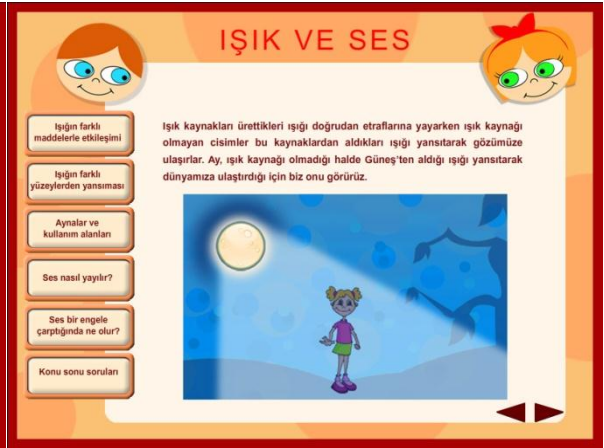 IŞIK VE SES
Işığın farklı
maddelerle etkileşimi
Işığın farklı
yüzeylerden yansıması
Aynalar ve
kullanım alanları
Ses nasıl yayılır?
Ses bir engele
çarptığında ne olur?
Konu sonu soruları
Işık kaynakları ürettikleri ışığı doğrudan etraflarına yayarken ışık kaynağı
olmayan cisimler bu kaynaklardan aldıkları ışığı yansıtarak gözümüze
ulaşırlar. Ay, ışık kaynağı olmadığı halde Güneş'ten aldığı ışığı yansıtarak
dünyamıza ulaştırdığı için biz onu görürüz.